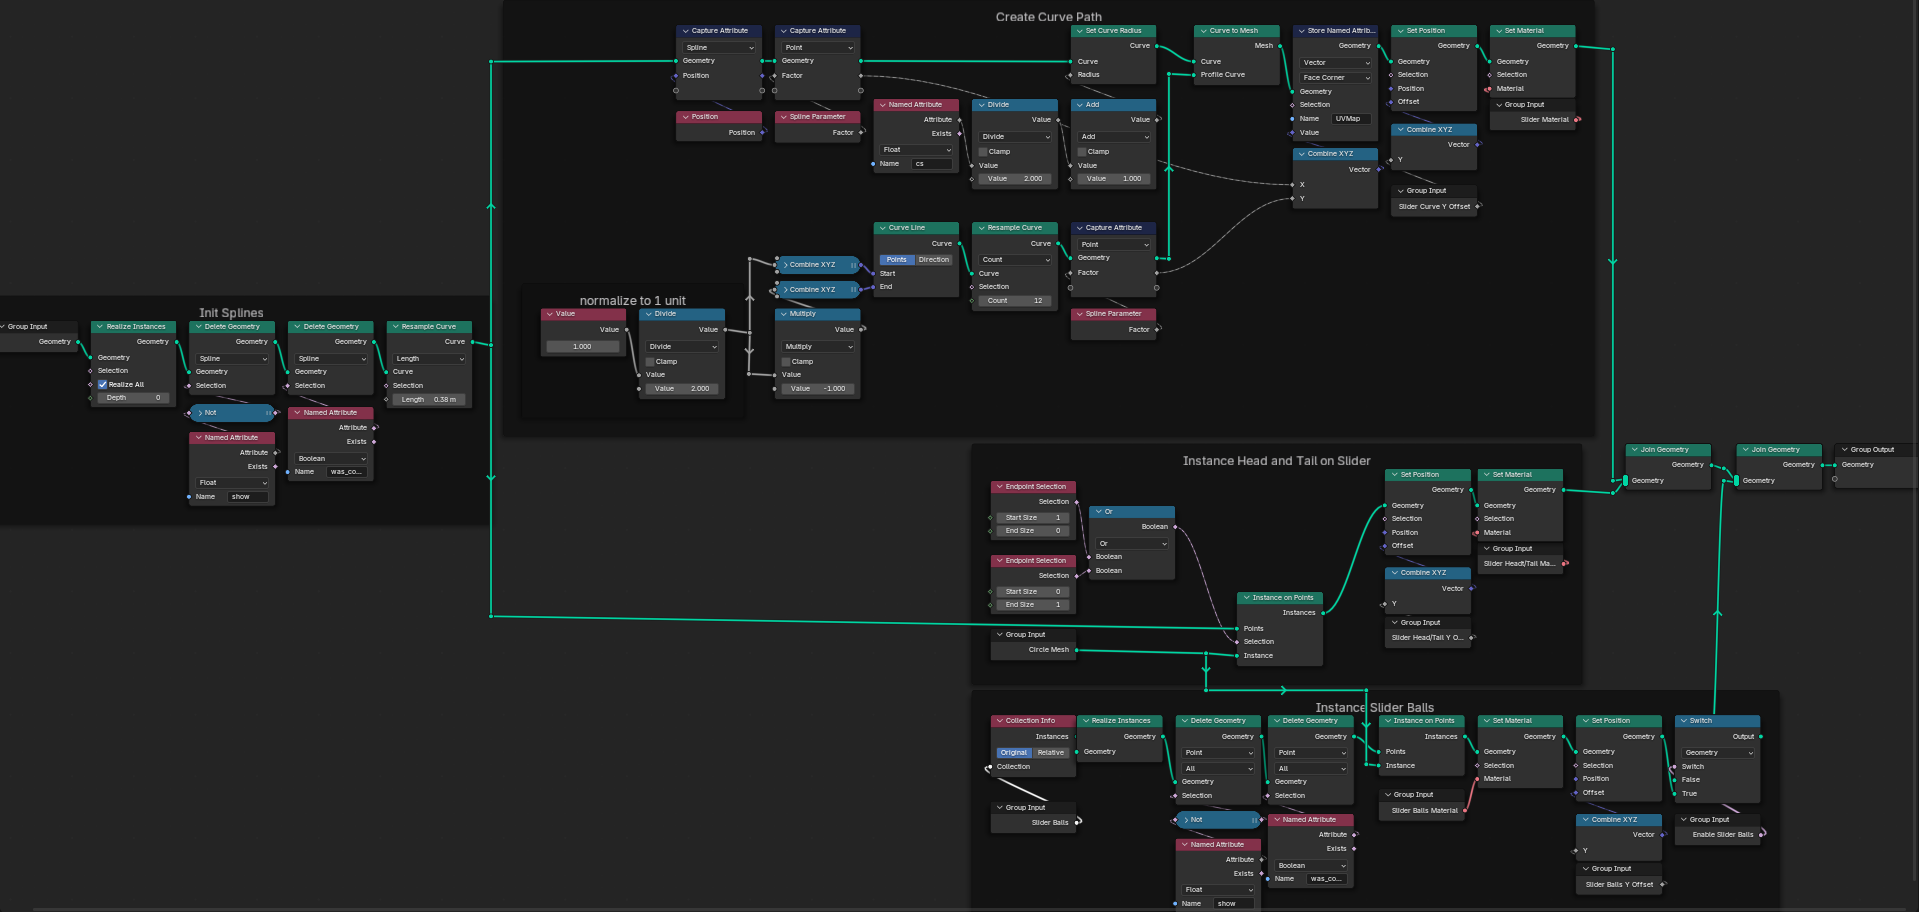 Create Curve Path
Capture Attribute
Spline
Geometry
Position
Position
Position
Capture Attribute
Point
Geometry
Factor
Spline Parameter
Factor
Named Attribute
Attribute
Exists
Float
Name cs
Divide
Value
Divide
Clamp
Value
Value 2.000
Set Curve Radius
Curve
Curve
Radius
Add
Value
Add
Clamp
Value
Value 1.000
Curve to Mesh
Mesh
Curve
Profile Curve
Store Named Attrib...
Geometry
Vector
Face Corner
Geometry
Selection
Name UVMap
Value
Combine XYZ
Vector
X
Y
Set Position
Geometry
Geometry
Selection
Position
Offset
Combine XYZ
Vector
Y
Group Input
Slider Curve Y Offset
Set Material
Geometry
Geometry
Selection
Material
Group Input
Slider Material
normalize to 1 unit
Value
Value
1.000
Divide
Value
Divide
Clamp
Value
Value 2.000
Combine XYZ
Combine XYZ
Multiply
Value
Multiply
Clamp
Value
Value -1.000
Curve Line
Curve
Points Direction
Start
End
Resample Curve
Curve
Count
Curve
Selection
Count 12
Capture Attribute
Point
Geometry
Factor
Spline Parameter
Factor
Init Splines
Group Input
Geometry
Realize Instances
Geometry
Geometry
Selection
Realize All
Depth 0
Delete Geometry
Geometry
Spline
Geometry
Selection
Not
Named Attribute
Attribute
Exists
Float
Name show
Delete Geometry
Geometry
Spline
Geometry
Selection
Named Attribute
Attribute
Exists
Boolean
Name was_co...
Resample Curve
Curve
Length
Curve
Selection
Length 0.38 m
Instance Head and Tail on Slider
Endpoint Selection
Selection
Start Size 1
End Size 0
Endpoint Selection
Selection
Start Size 0
End Size 1
Group Input
Circle Mesh
Or
Boolean
Or
Boolean
Boolean
Instance on Points
Instances
Points
Selection
Instance
Set Position
Geometry
Geometry
Selection
Position
Offset
Combine XYZ
Vector
Y
Group Input
Slider Head/Tail Y O...
Set Material
Geometry
Geometry
Selection
Material
Group Input
Slider Head/Tail Ma...
Join Geometry
Geometry
Geometry
Join Geometry
Geometry
Geometry
Group Output
Geometry
Instance Slider Balls
Collection Info
Instances
Original Relative
Collection
Group Input
Slider Balls
Realize Instances
Geometry
Geometry
Delete Geometry
Geometry
Point
All
Geometry
Selection
Not
Named Attribute
Attribute
Exists
Float
Name show
Delete Geometry
Geometry
Point
All
Geometry
Selection
Named Attribute
Attribute
Exists
Boolean
Name was_co...
Instance on Points
Instances
Points
Instance
Group Input
Slider Balls Material
Set Material
Geometry
Geometry
Selection
Material
Set Position
Geometry
Geometry
Selection
Position
Offset
Combine XYZ
Vector
Y
Group Input
Slider Balls Y Offset
Switch
Output
Geometry
Switch
False
True
Group Input
Enable Slider Balls